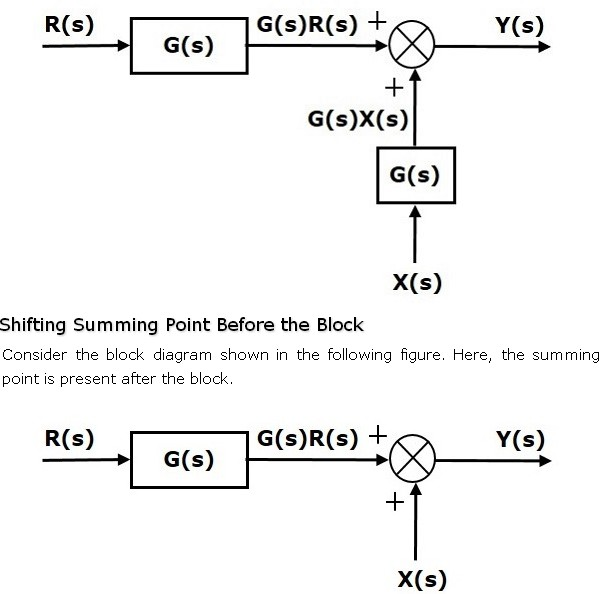 R(s)
G(s)
G(s)R(s)
+
Y(s)
+
G(s)X(s)
G(s)
X(s)
Shifting Summing Point Before the Block
Consider the block diagram shown in the following figure. Here, the summing
point is present after the block.
R(s)
G(s)
G(s)R(s)
+
Y(s)
+
X(s)